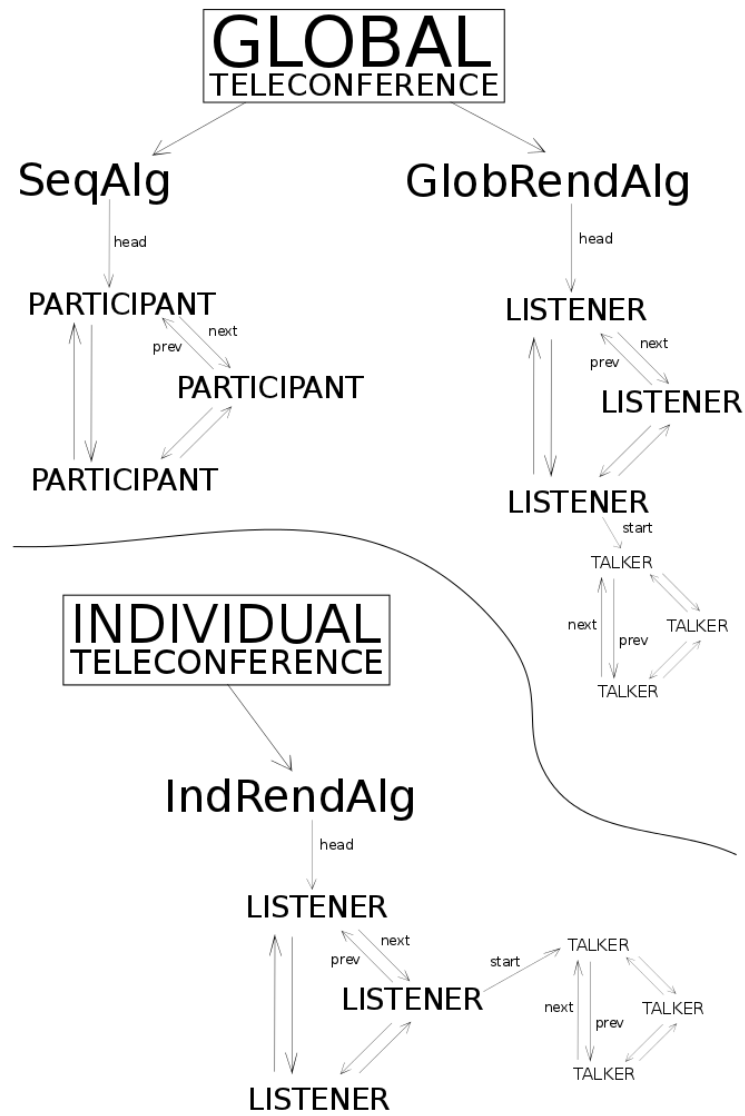 GLOBAL
TELECONFERENCE
SeqAlg
head
PARTICIPANT
next
prev
PARTICIPANT
PARTICIPANT
GlobRendAlg
head
LISTENER
next
prev
LISTENER
LISTENER
start
TALKER
next
prev
TALKER
TALKER
INDIVIDUAL
TELECONFERENCE
IndRendAlg
head
LISTENER
next
prev
LISTENER
LISTENER
start
TALKER
next
prev
TALKER
TALKER